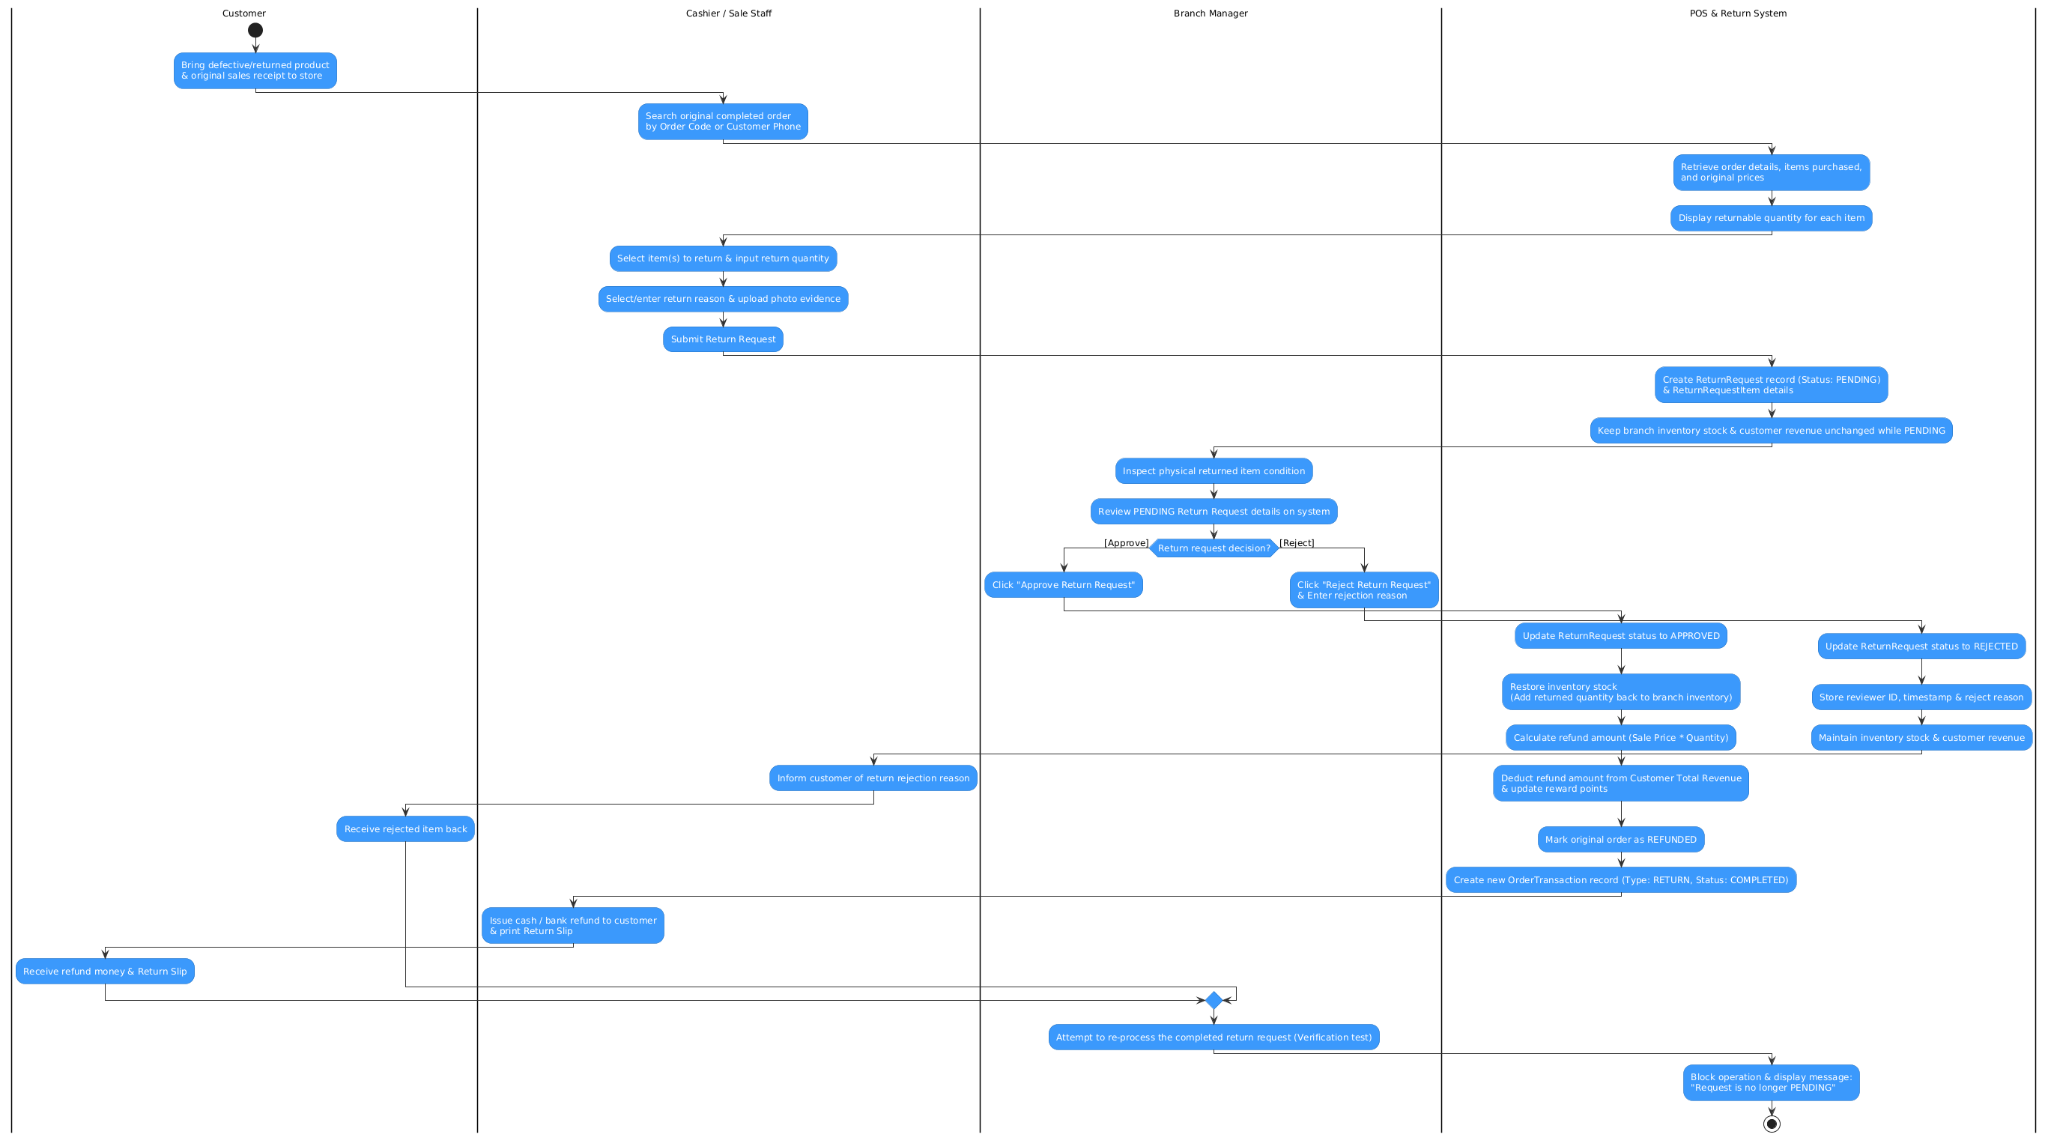 Customer
Cashier / Sale Staff
Branch Manager
POS & Return System
Bring defective/returned product
& original sales receipt to store
Search original completed order
by Order Code or Customer Phone
Retrieve order details, items purchased,
and original prices
Display returnable quantity for each item
Select item(s) to return & input return quantity
Select/enter return reason & upload photo evidence
Submit Return Request
Create ReturnRequest record (Status: PENDING)
& ReturnRequestItem details
Keep branch inventory stock & customer revenue unchanged while PENDING
Inspect physical returned item condition
Review PENDING Return Request details on system
[Approve]
Return request decision?
[Reject]
Click "Approve Return Request"
Click "Reject Return Request"
& Enter rejection reason
Update ReturnRequest status to APPROVED
Update ReturnRequest status to REJECTED
Restore inventory stock
(Add returned quantity back to branch inventory)
Store reviewer ID, timestamp & reject reason
Calculate refund amount (Sale Price * Quantity)
Maintain inventory stock & customer revenue
Inform customer of return rejection reason
Deduct refund amount from Customer Total Revenue
& update reward points
Receive rejected item back
Mark original order as REFUNDED
Create new OrderTransaction record (Type: RETURN, Status: COMPLETED)
Issue cash / bank refund to customer
& print Return Slip
Receive refund money & Return Slip
Attempt to re-process the completed return request (Verification test)
Block operation & display message:
"Request is no longer PENDING"